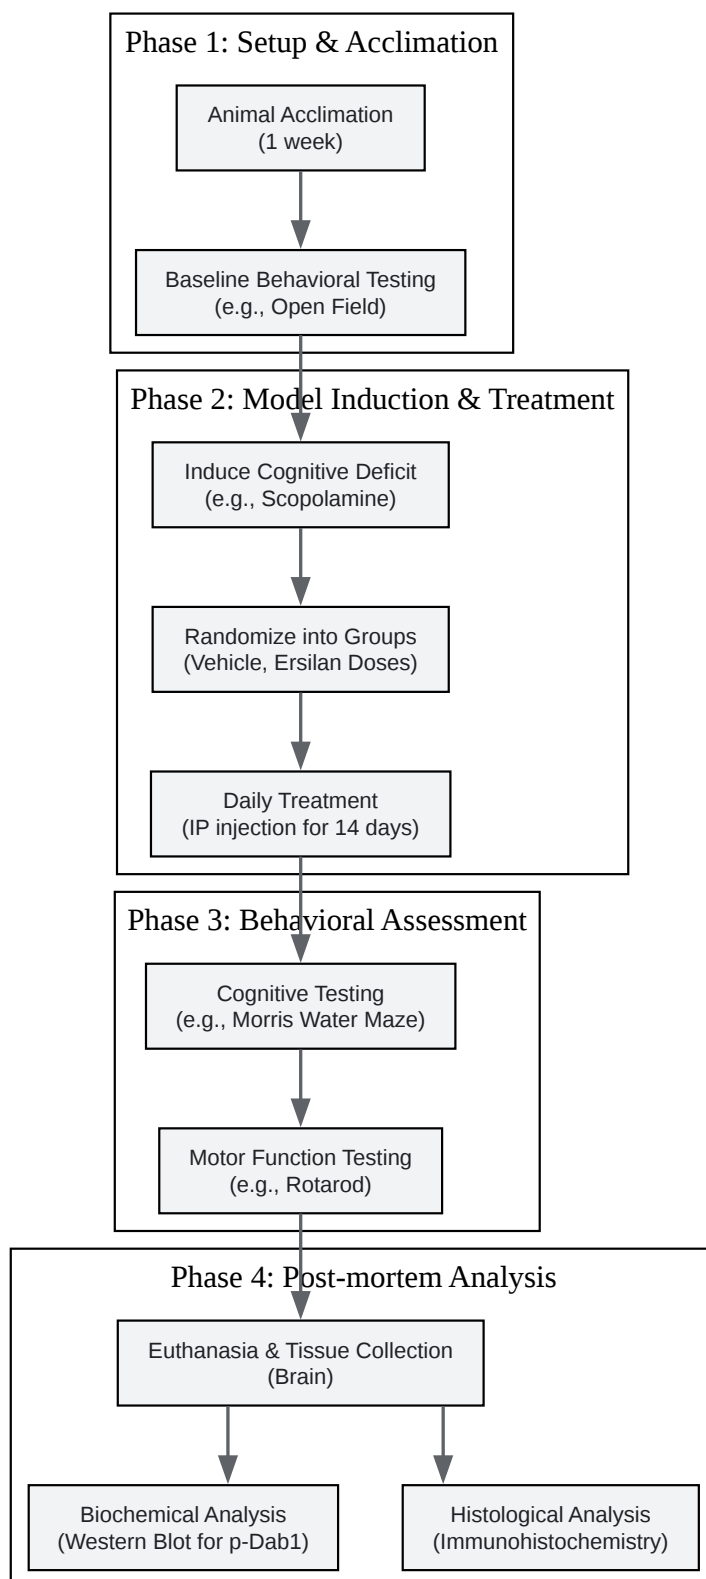 Phase 1: Setup & Acclimation
Animal Acclimation
(1 week)
Baseline Behavioral Testing
(e.g., Open Field)
Phase 2: Model Induction & Treatment
Induce Cognitive Deficit
(e.g., Scopolamine)
Randomize into Groups
(Vehicle, Ersilan Doses)
Daily Treatment
(IP injection for 14 days)
Phase 3: Behavioral Assessment
Cognitive Testing
(e.g., Morris Water Maze)
Motor Function Testing
(e.g., Rotarod)
Phase 4: Post-mortem Analysis
Euthanasia & Tissue Collection
(Brain)
Biochemical Analysis
(Western Blot for p-Dab1)
Histological Analysis
(Immunohistochemistry)